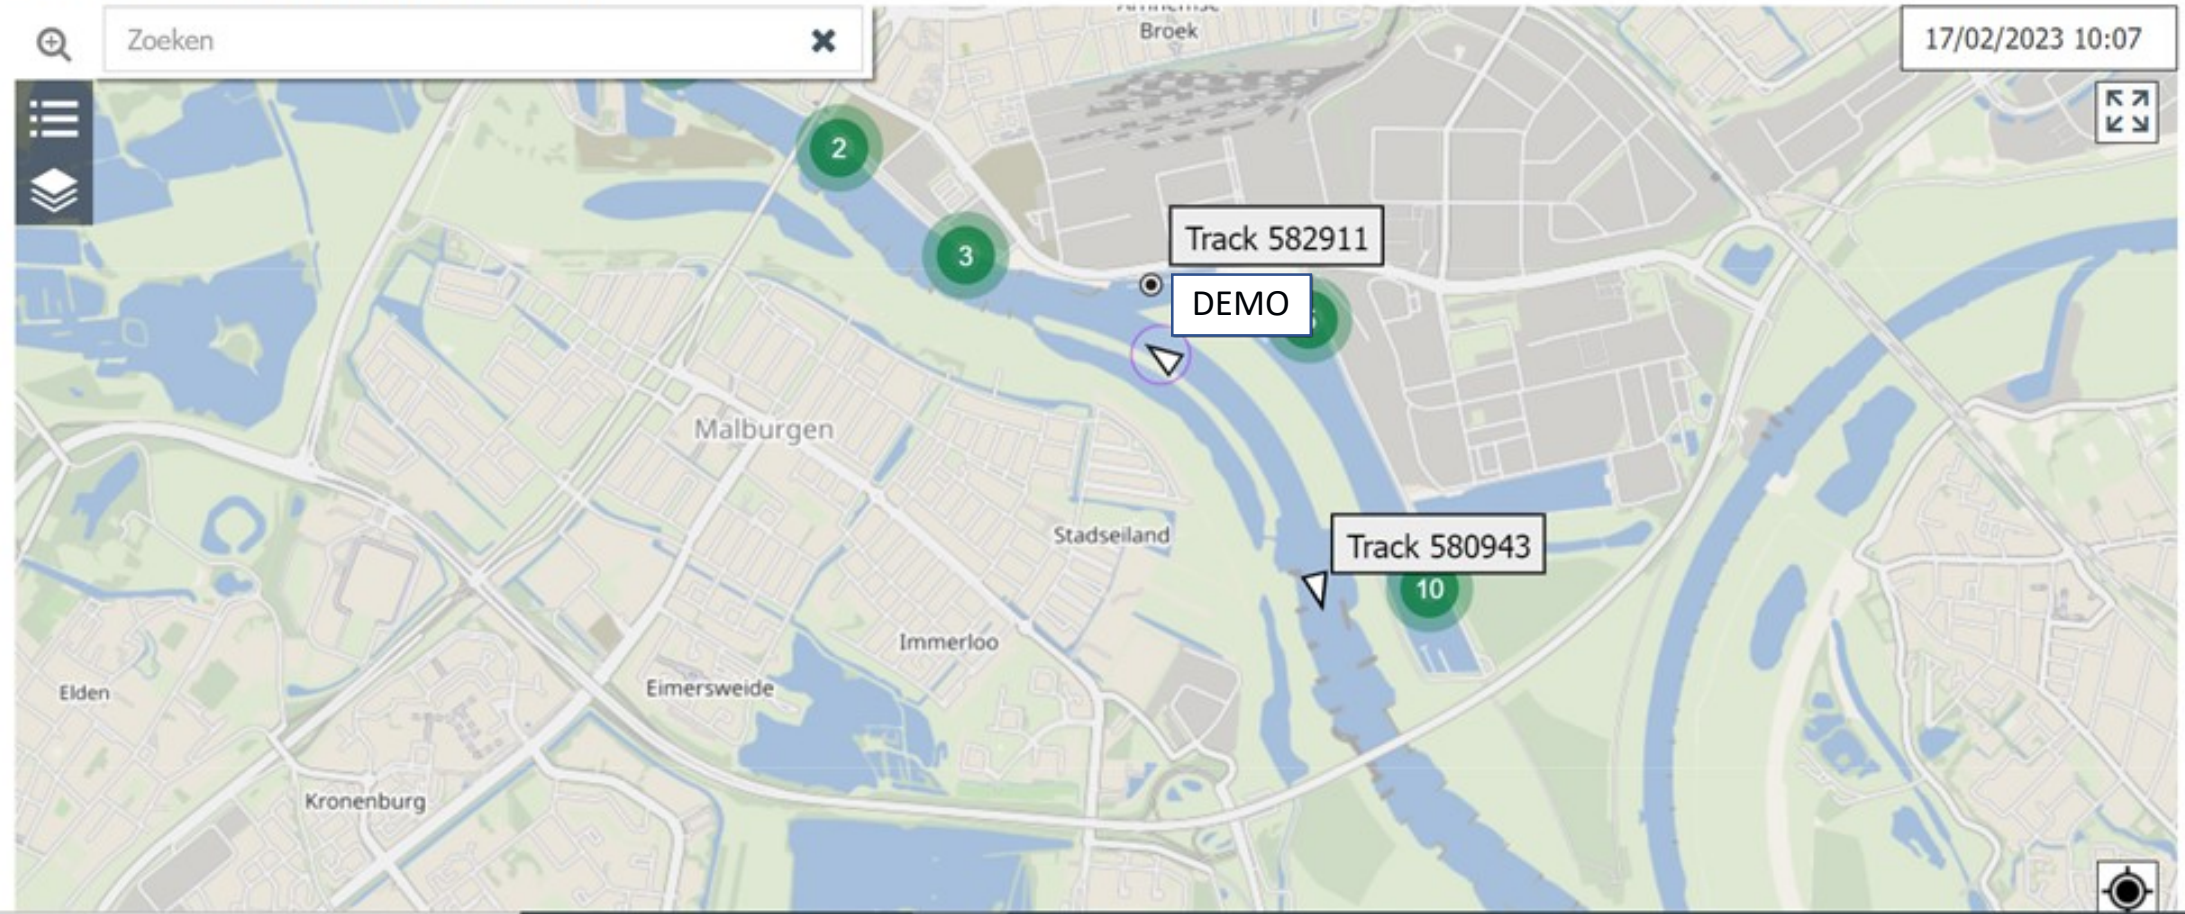 Broek
Zoeken
17/02/2023 10:07
2
3
Track 582911
DEMO
Malburgen
Stadseiland
Track 580943
10
Immerloo
Eimersweide
Elden
Kronenburg